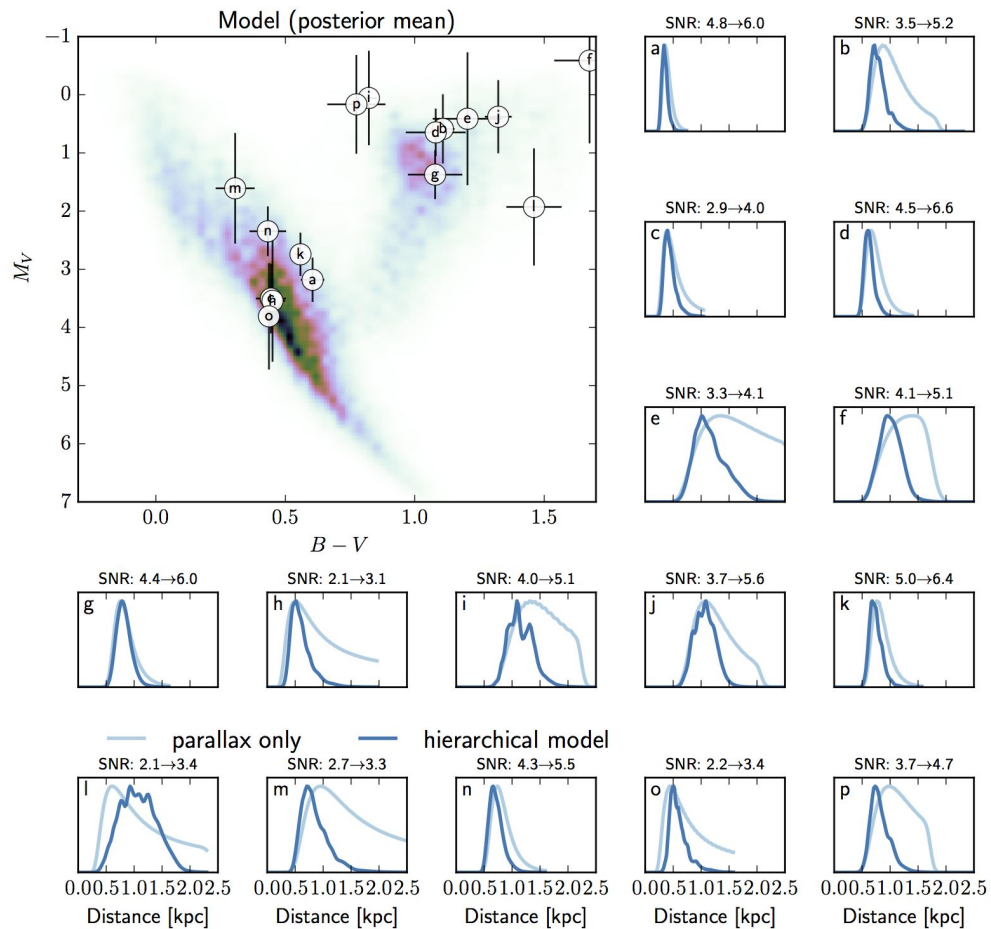 Model (posterior mean)
−1
0
1
2
3
4
5
6
7
M_V
0.0 0.5 1.0 1.5
B − V
f
i
p
e
j
b
d
g
m
l
n
k
a
h
o
SNR: 4.8→6.0
a
SNR: 3.5→5.2
b
SNR: 2.9→4.0
c
SNR: 4.5→6.6
d
SNR: 3.3→4.1
e
SNR: 4.1→5.1
f
SNR: 4.4→6.0
g
SNR: 2.1→3.1
h
SNR: 4.0→5.1
i
SNR: 3.7→5.6
j
SNR: 5.0→6.4
k
parallax only
hierarchical model
SNR: 2.1→3.4
l
SNR: 2.7→3.3
m
SNR: 4.3→5.5
n
SNR: 2.2→3.4
o
SNR: 3.7→4.7
p
0.00.51.01.52.02.5
0.00.51.01.52.02.5
0.00.51.01.52.02.5
0.00.51.01.52.02.5
0.00.51.01.52.02.5
Distance [kpc]
Distance [kpc]
Distance [kpc]
Distance [kpc]
Distance [kpc]